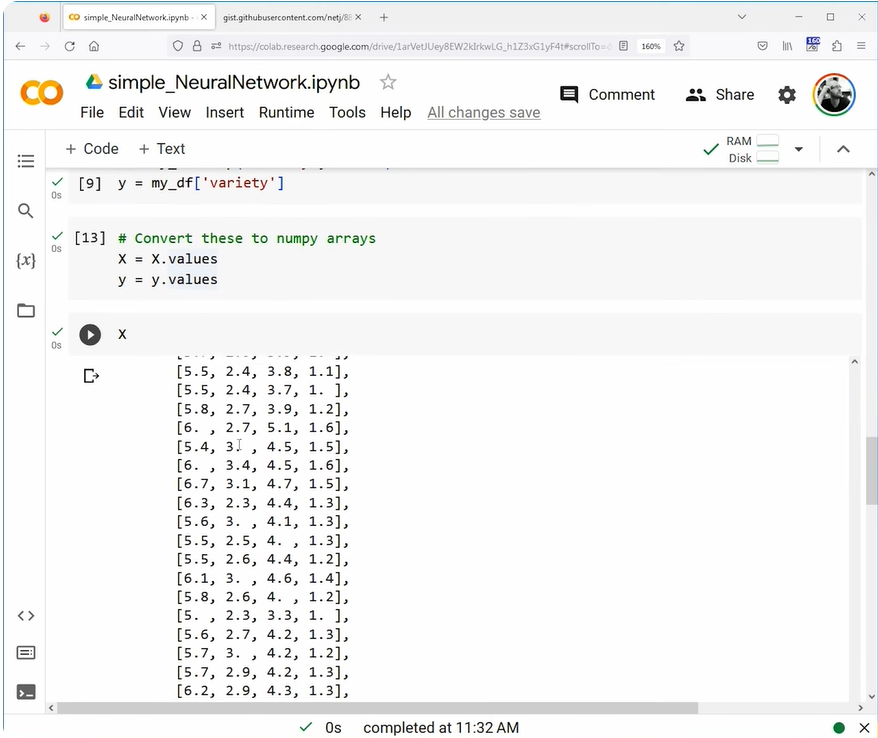 simple_NeuralNetwork.ipynb -
gist.githubusercontent.com/netj/88
https://colab.research.google.com/drive/1arVetJUey8EW2kIrkwLG_h1Z3xG1yF4t#scrollTo=
160%
160
simple_NeuralNetwork.ipynb
File Edit View Insert Runtime Tools Help All changes save
Comment
Share
+ Code + Text
RAM
Disk
[9] y = my_df['variety']
0s
[13] # Convert these to numpy arrays
0s
X = X.values
y = y.values
X
0s
[5.5, 2.4, 3.8, 1.1],
[5.5, 2.4, 3.7, 1. ],
[5.8, 2.7, 3.9, 1.2],
[6. , 2.7, 5.1, 1.6],
[5.4, 3. , 4.5, 1.5],
[6. , 3.4, 4.5, 1.6],
[6.7, 3.1, 4.7, 1.5],
[6.3, 2.3, 4.4, 1.3],
[5.6, 3. , 4.1, 1.3],
[5.5, 2.5, 4. , 1.3],
[5.5, 2.6, 4.4, 1.2],
[6.1, 3. , 4.6, 1.4],
[5.8, 2.6, 4. , 1.2],
[5. , 2.3, 3.3, 1. ],
[5.6, 2.7, 4.2, 1.3],
[5.7, 3. , 4.2, 1.2],
[5.7, 2.9, 4.2, 1.3],
[6.2, 2.9, 4.3, 1.3],
0s completed at 11:32 AM